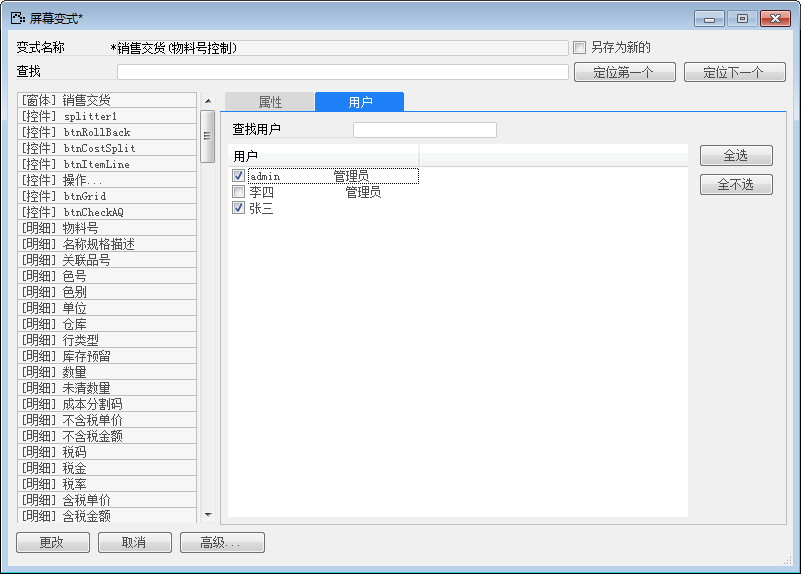 屏幕变式*
变式名称 *销售交货(物料号控制) 另存为新的
查找 定位第一个 定位下一个
[窗体] 销售交货
[控件] splitter1
[控件] btnRollBack
[控件] btnCostSplit
[控件] btnItemLine
[控件] 操作...
[控件] btnGrid
[控件] btnCheckAQ
[明细] 物料号
[明细] 名称规格描述
[明细] 关联品号
[明细] 色号
[明细] 色别
[明细] 单位
[明细] 仓库
[明细] 行类型
[明细] 库存预留
[明细] 数量
[明细] 未清数量
[明细] 成本分割码
[明细] 不含税单价
[明细] 不含税金额
[明细] 税码
[明细] 税金
[明细] 税率
[明细] 含税单价
[明细] 含税金额
属性 用户
查找用户
用户
admin 管理员
李四 管理员
张三
全选
全不选
更改 取消 高级...